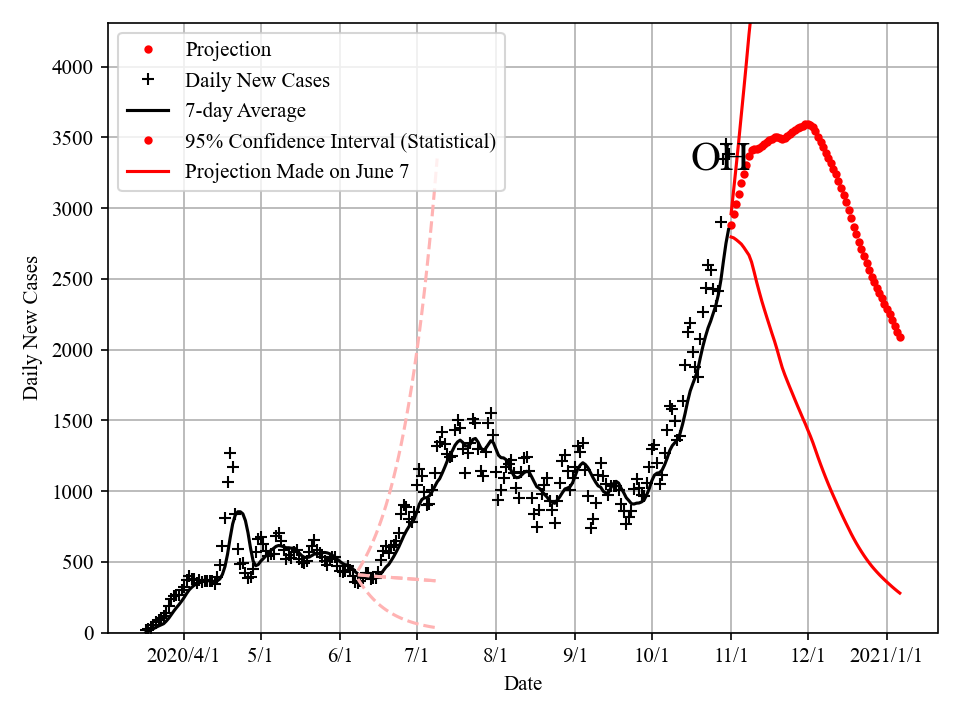 Projection
Daily New Cases
7-day Average
95% Confidence Interval (Statistical)
Projection Made on June 7
OH
4000
3500
3000
2500
2000
1500
1000
500
0
Daily New Cases
2020/4/1 5/1 6/1 7/1 8/1 9/1 10/1 11/1 12/1 2021/1/1
Date